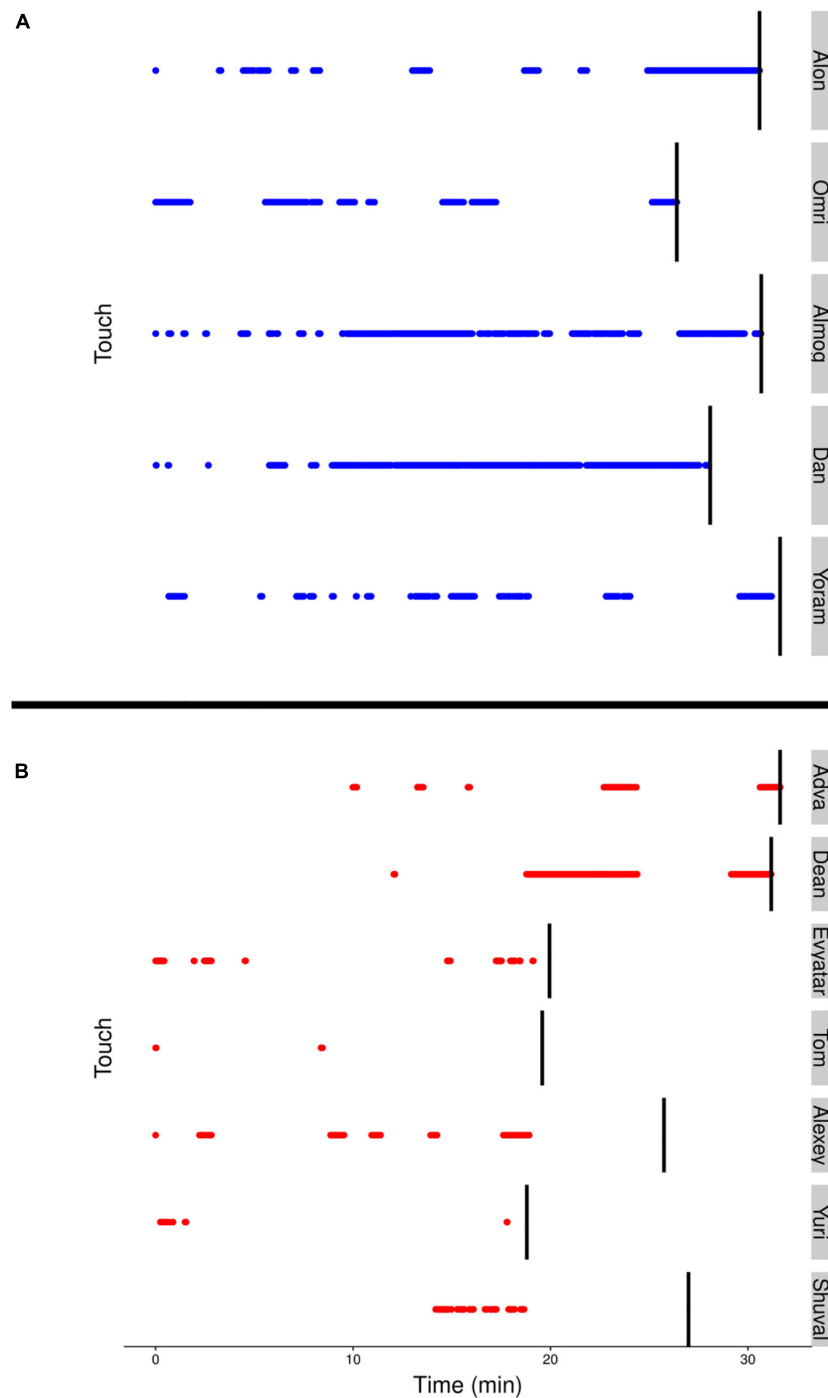 A
Alon
Omri
Almog
Touch
Dan
Yoram
B
Adva
Dean
Evyatar
Tom
Touch
Alexey
Yuri
Shuval
0 10 20 30
Time (min)